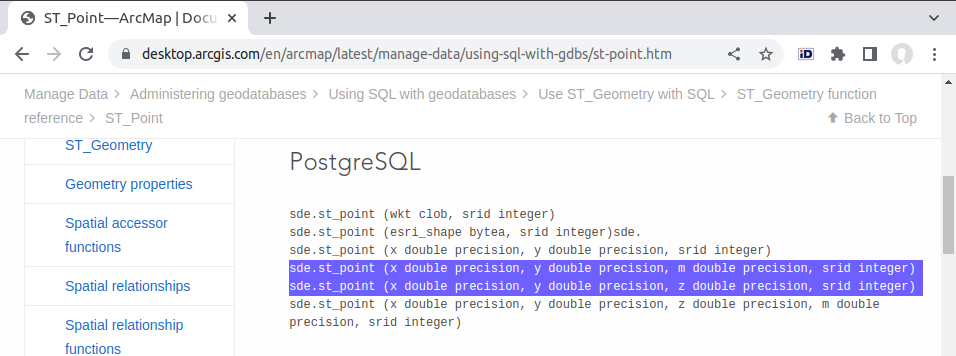 ST_Point—ArcMap | Docu
desktop.arcgis.com/en/arcmap/latest/manage-data/using-sql-with-gdbs/st-point.htm
iD
Manage Data > Administering geodatabases > Using SQL with geodatabases > Use ST_Geometry with SQL > ST_Geometry function
reference > ST_Point
Back to Top
ST_Geometry
Geometry properties
Spatial accessor
functions
Spatial relationships
Spatial relationship
functions
PostgreSQL
sde.st_point (wkt clob, srid integer)
sde.st_point (esri_shape bytea, srid integer)sde.
sde.st_point (x double precision, y double precision, srid integer)
sde.st_point (x double precision, y double precision, m double precision, srid integer)
sde.st_point (x double precision, y double precision, z double precision, srid integer)
sde.st_point (x double precision, y double precision, z double precision, m double
precision, srid integer)